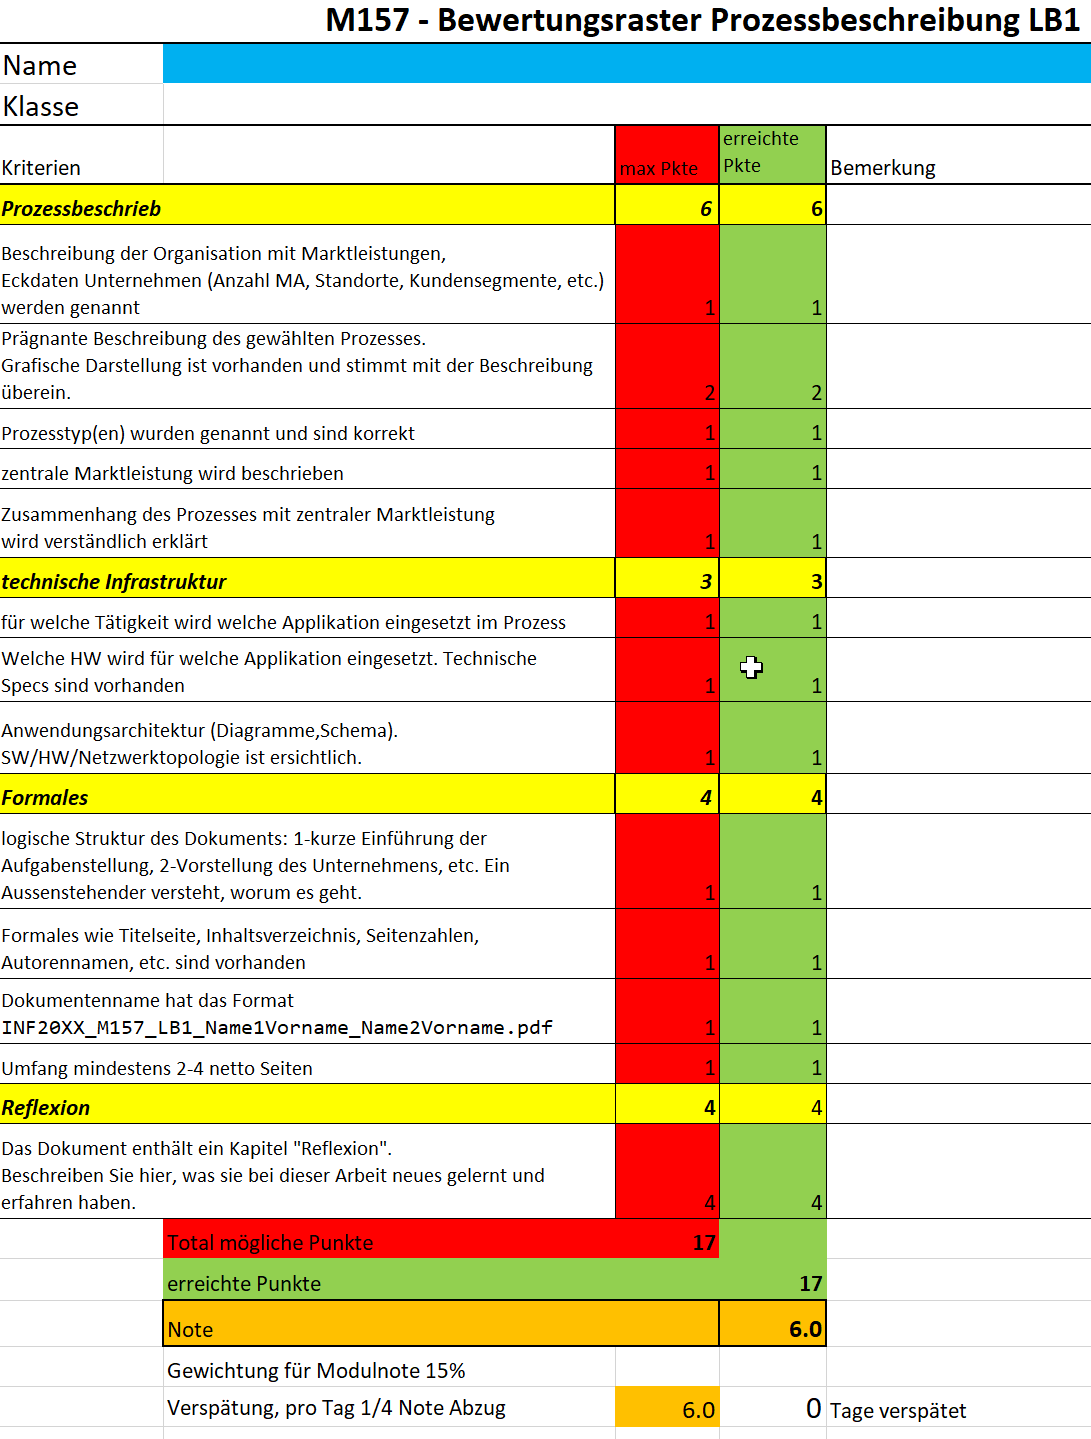 M157 - Bewertungsraster Prozessbeschreibung LB1
Name
Klasse
Kriterien max Pkte erreichte Pkte Bemerkung
Prozessbeschrieb 6 6
Beschreibung der Organisation mit Marktleistungen,
Eckdaten Unternehmen (Anzahl MA, Standorte, Kundensegmente, etc.)
werden genannt 1 1
Prägnante Beschreibung des gewählten Prozesses.
Grafische Darstellung ist vorhanden und stimmt mit der Beschreibung
überein. 2 2
Prozesstyp(en) wurden genannt und sind korrekt 1 1
zentrale Marktleistung wird beschrieben 1 1
Zusammenhang des Prozesses mit zentraler Marktleistung
wird verständlich erklärt 1 1
technische Infrastruktur 3 3
für welche Tätigkeit wird welche Applikation eingesetzt im Prozess 1 1
Welche HW wird für welche Applikation eingesetzt. Technische
Specs sind vorhanden 1 1
Anwendungsarchitektur (Diagramme,Schema).
SW/HW/Netzwerktopologie ist ersichtlich. 1 1
Formales 4 4
logische Struktur des Dokuments: 1-kurze Einführung der
Aufgabenstellung, 2-Vorstellung des Unternehmens, etc. Ein
Aussenstehender versteht, worum es geht. 1 1
Formales wie Titelseite, Inhaltsverzeichnis, Seitenzahlen,
Autorennamen, etc. sind vorhanden 1 1
Dokumentenname hat das Format
INF20XX_M157_LB1_Name1Vorname_Name2Vorname.pdf 1 1
Umfang mindestens 2-4 netto Seiten 1 1
Reflexion 4 4
Das Dokument enthält ein Kapitel "Reflexion".
Beschreiben Sie hier, was sie bei dieser Arbeit neues gelernt und
erfahren haben. 4 4
Total mögliche Punkte 17
erreichte Punkte 17
Note 6.0
Gewichtung für Modulnote 15%
Verspätung, pro Tag 1/4 Note Abzug 6.0 0 Tage verspätet